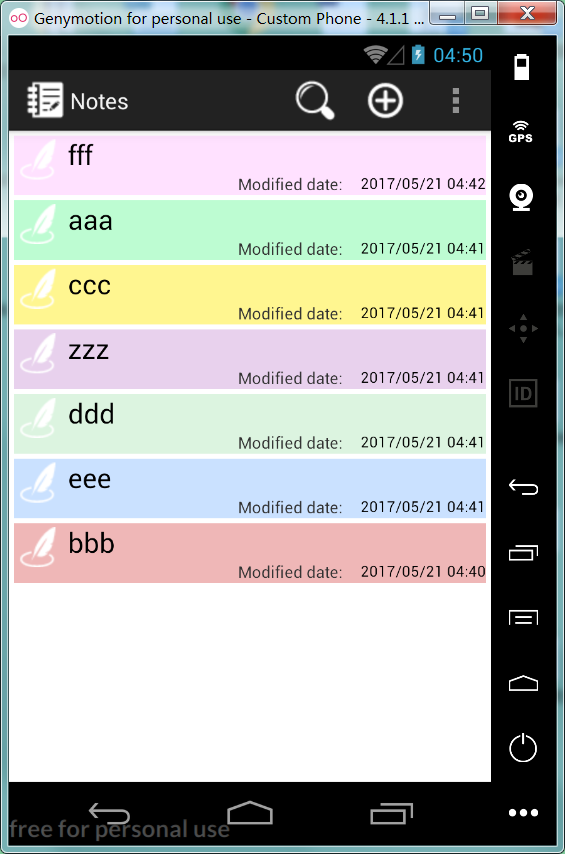 Genymotion for personal use - Custom Phone - 4.1.1 ...
04:50
Notes
GPS
fff
Modified date: 2017/05/21 04:42
aaa
Modified date: 2017/05/21 04:41
ccc
Modified date: 2017/05/21 04:41
zzz
Modified date: 2017/05/21 04:41
ID
ddd
Modified date: 2017/05/21 04:41
eee
Modified date: 2017/05/21 04:41
bbb
Modified date: 2017/05/21 04:40
free for personal use